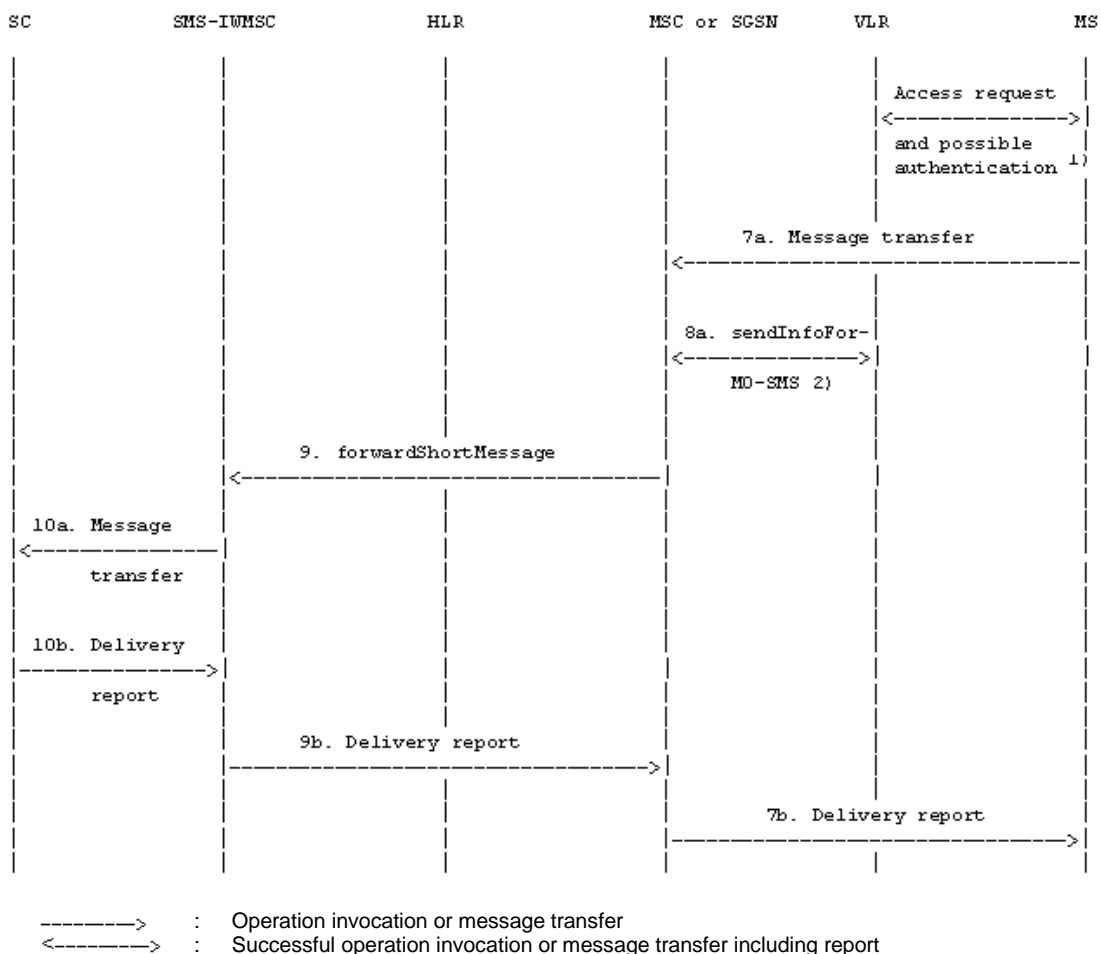 SC SMS-IWMSC HLR MSC or SGSN VLR MS
Access request
and possible
authentication 1)
7a. Message transfer
8a. sendInfoFor-
MO-SMS 2)
9. forwardShortMessage
10a. Message
transfer
10b. Delivery
report
9b. Delivery report
7b. Delivery report
: Operation invocation or message transfer
: Successful operation invocation or message transfer including report